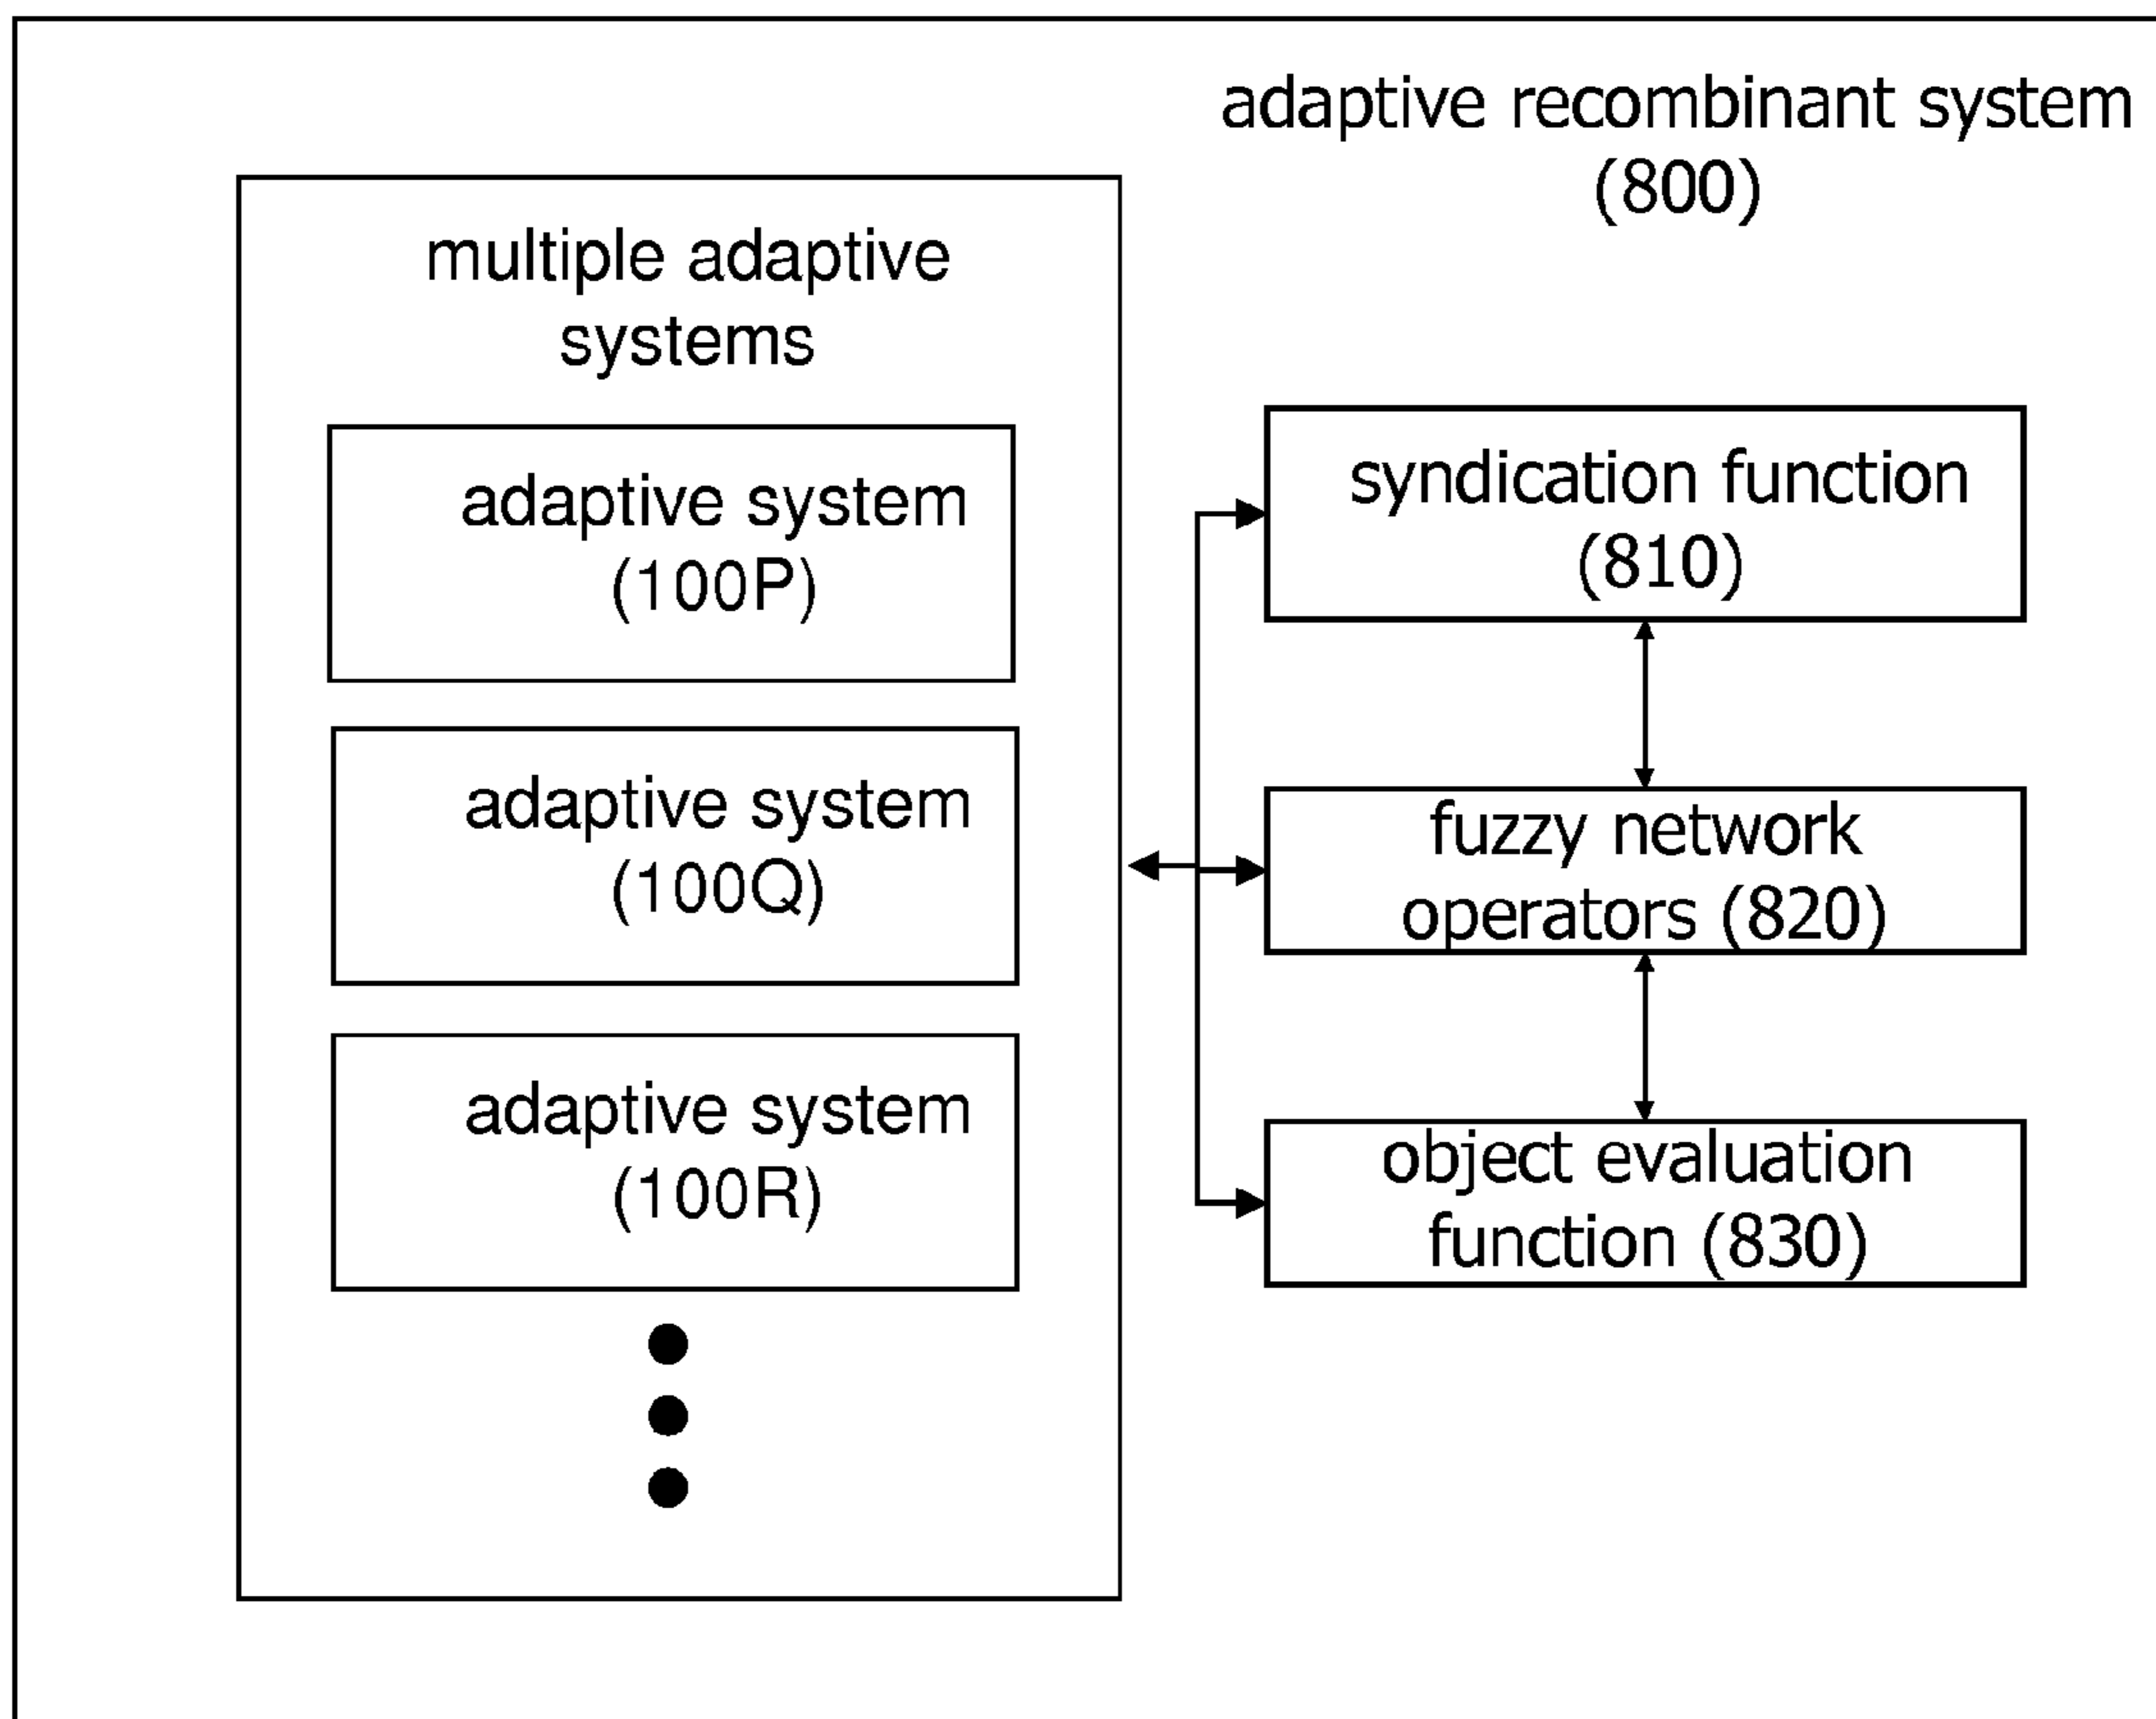 adaptive recombinant system
(800)
multiple adaptive
systems
adaptive system
(100P)
adaptive system
(100Q)
adaptive system
(100R)
syndication function
(810)
fuzzy network
operators (820)
object evaluation
function (830)